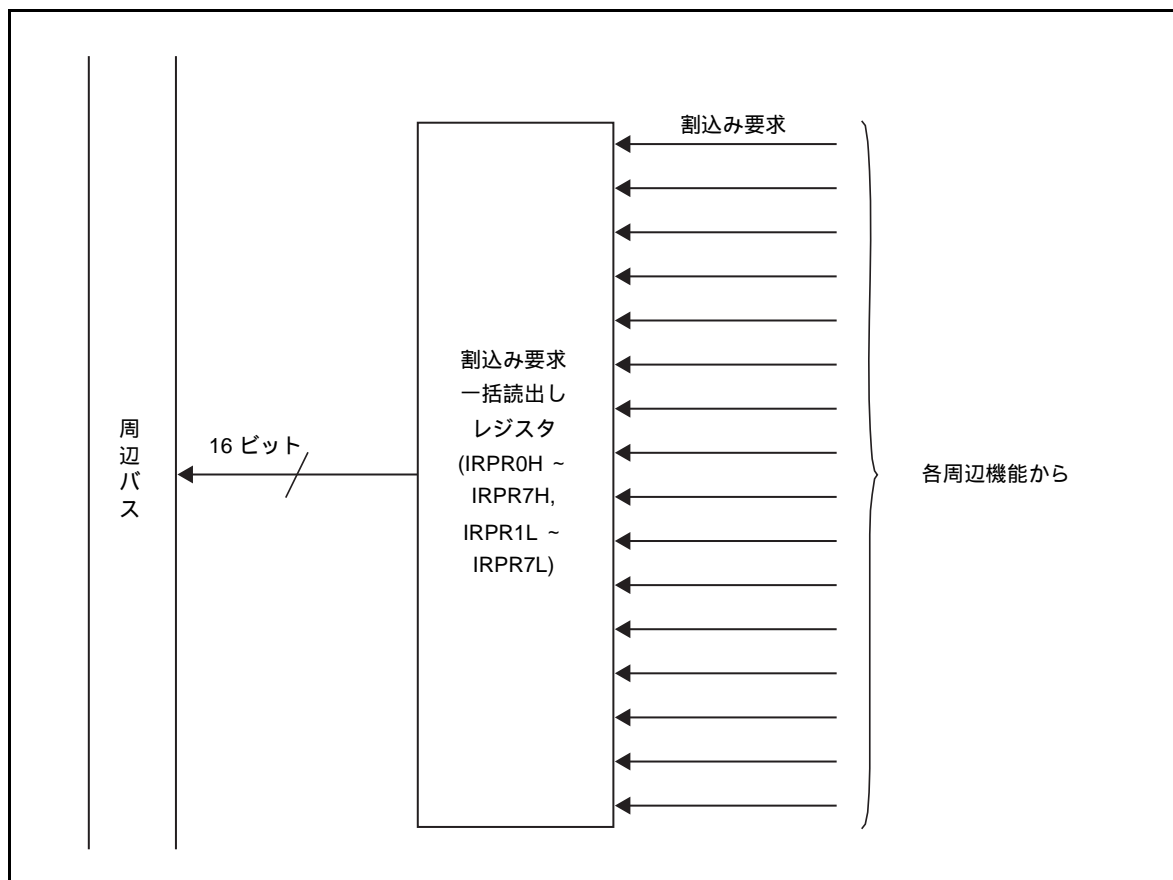 割込み要求
割込み要求
一括読出し
レジスタ
(IRPR0H ~
IRPR7H,
IRPR1L ~
IRPR7L)
周辺バス
16 ビット
各周辺機能から